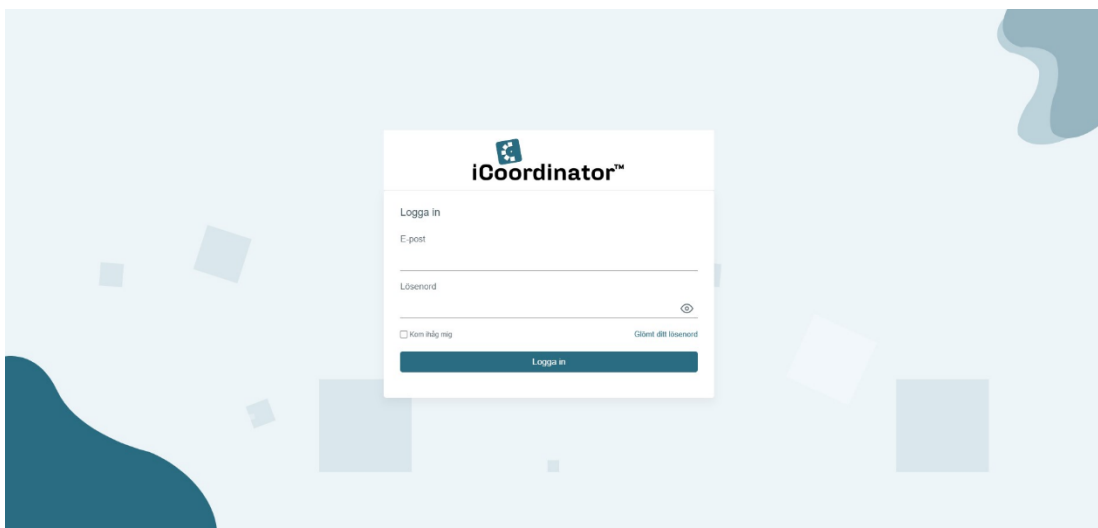 iCoordinator™
Logga in
E-post
Lösenord
Kom ihåg mig
Glömt ditt lösenord
Logga in